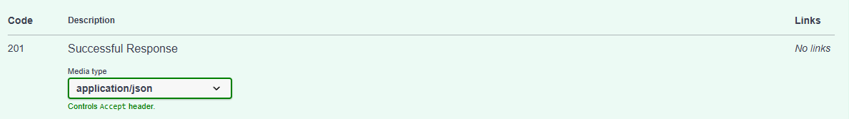 Code Description Links
201 Successful Response No links
Media type
application/json
Controls Accept header.